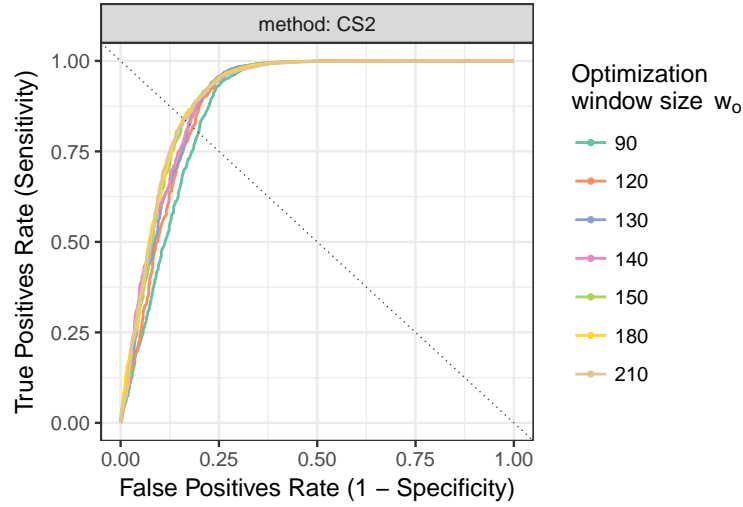 method: CS2
1.00
0.75
0.50
0.25
0.00
0.00 0.25 0.50 0.75 1.00
True Positives Rate (Sensitivity)
False Positives Rate (1 − Specificity)
Optimization
window size wo
90
120
130
140
150
180
210